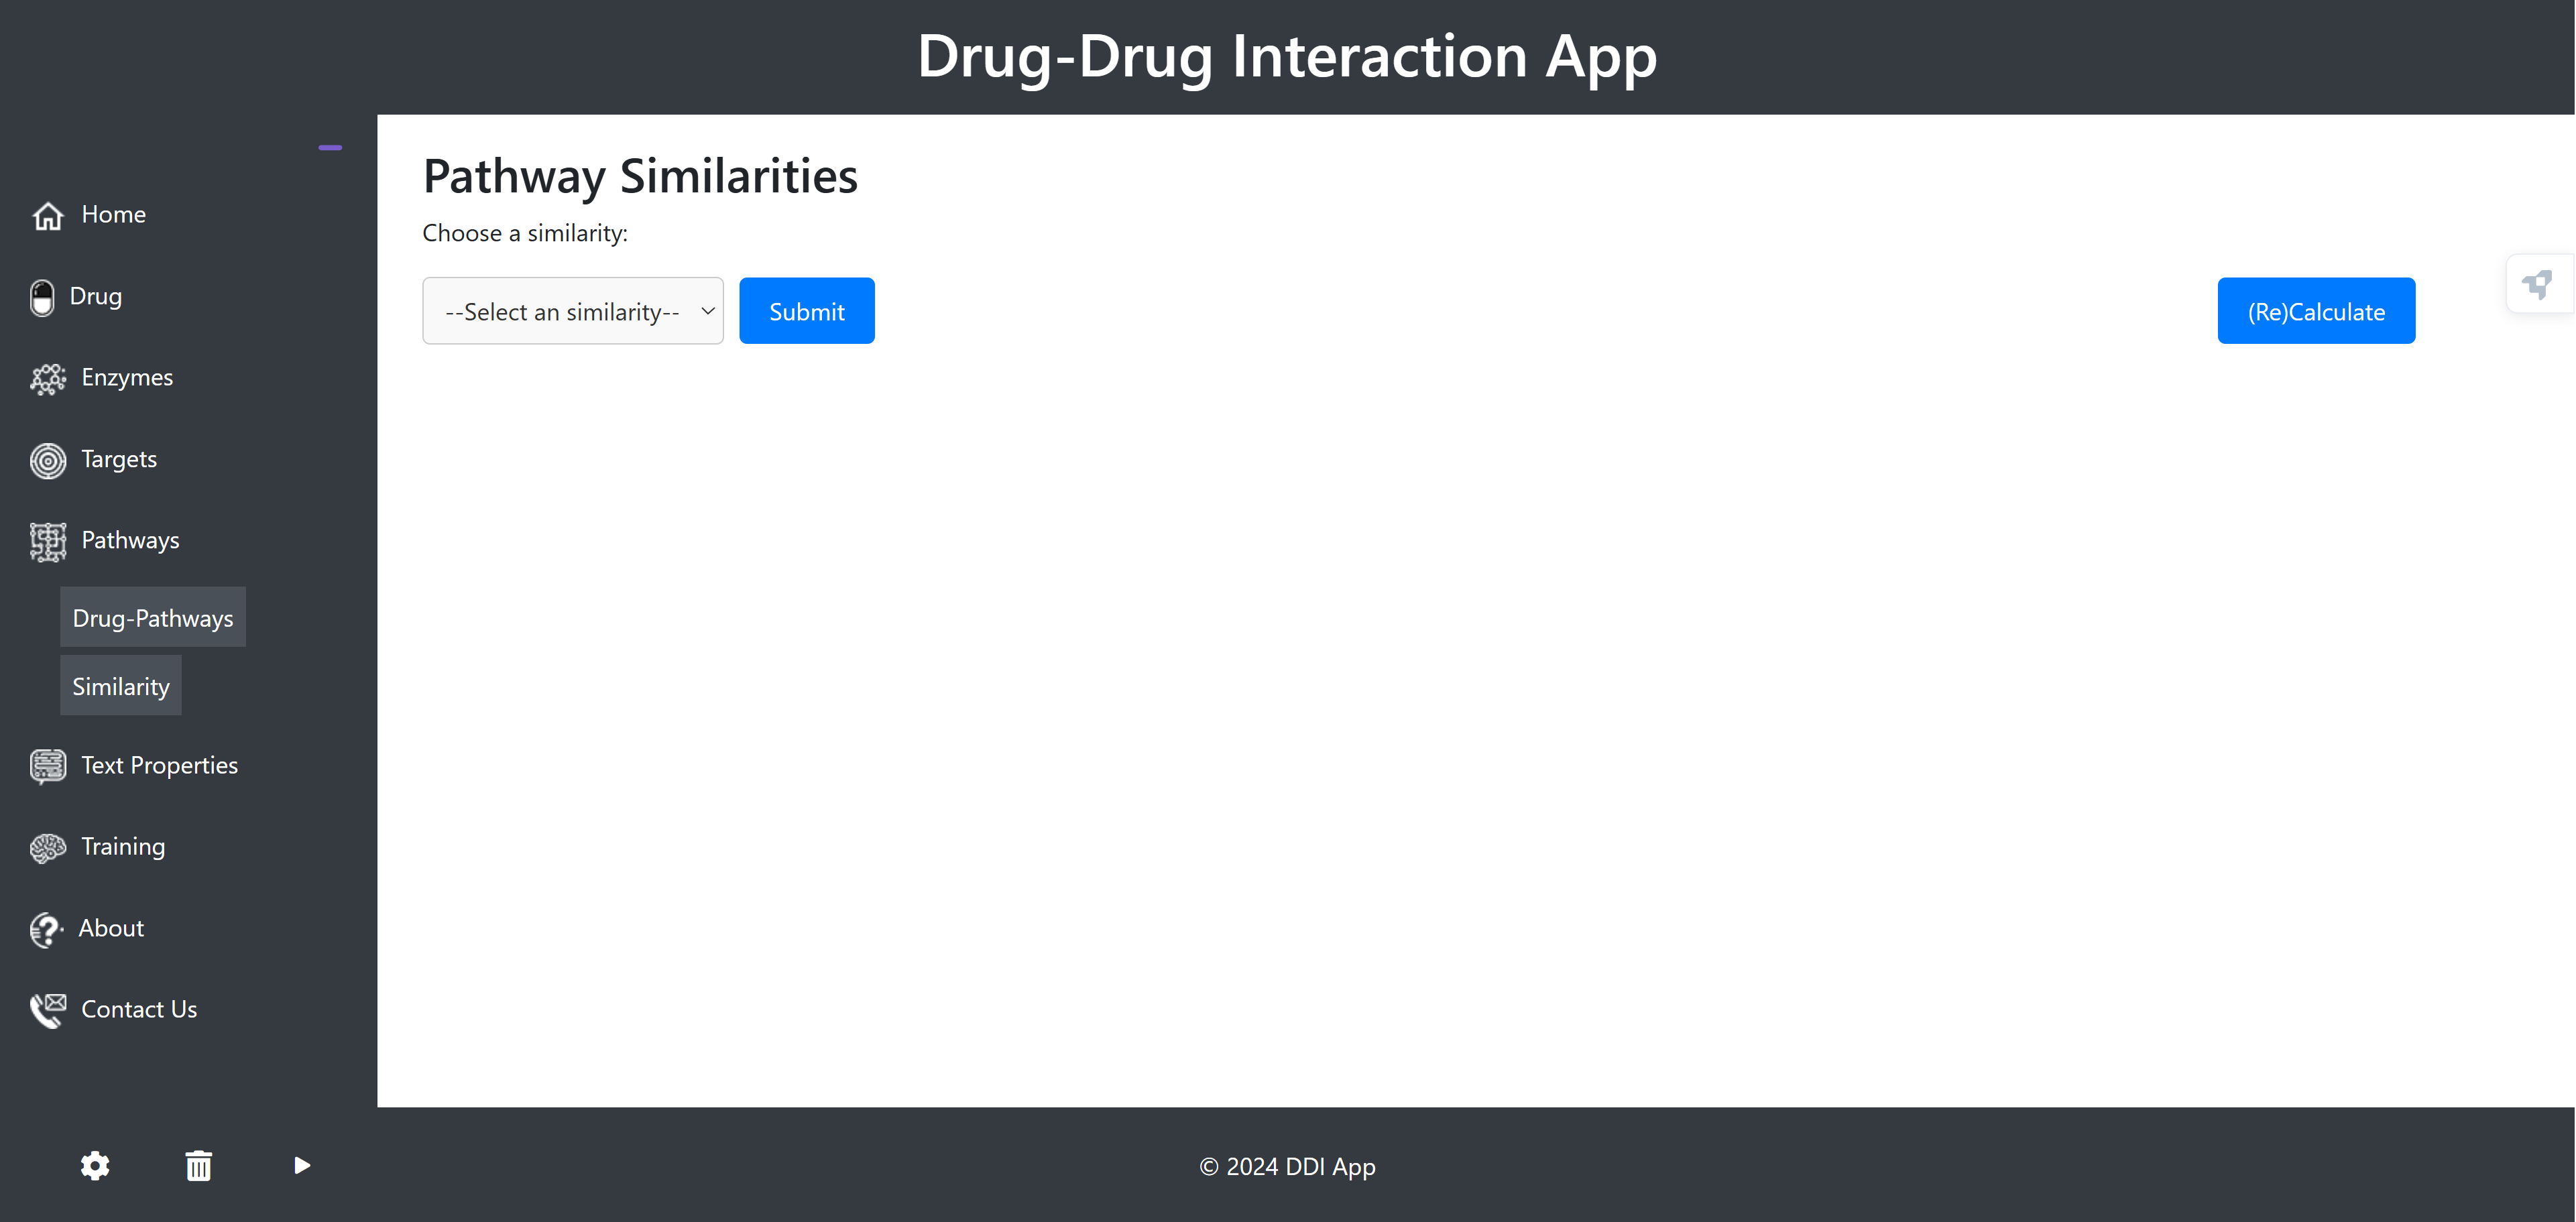 Drug-Drug Interaction App
Home
Drug
Enzymes
Targets
Pathways
Drug-Pathways
Similarity
Text Properties
Training
About
Contact Us
Pathway Similarities
Choose a similarity:
--Select an similarity--
Submit
(Re)Calculate
© 2024 DDI App